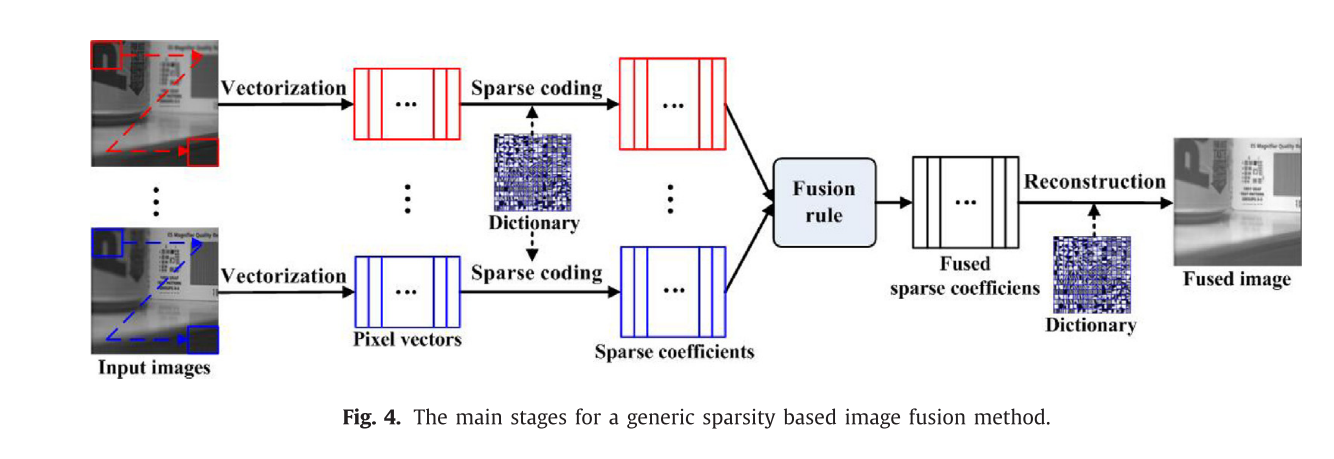 Vectorization
Sparse coding
Dictionary
Fusion
rule
Reconstruction
Vectorization
Sparse coding
Pixel vectors
Sparse coefficients
Fused
sparse coefficiens
Dictionary
Fused image
Input images
Fig. 4. The main stages for a generic sparsity based image fusion method.